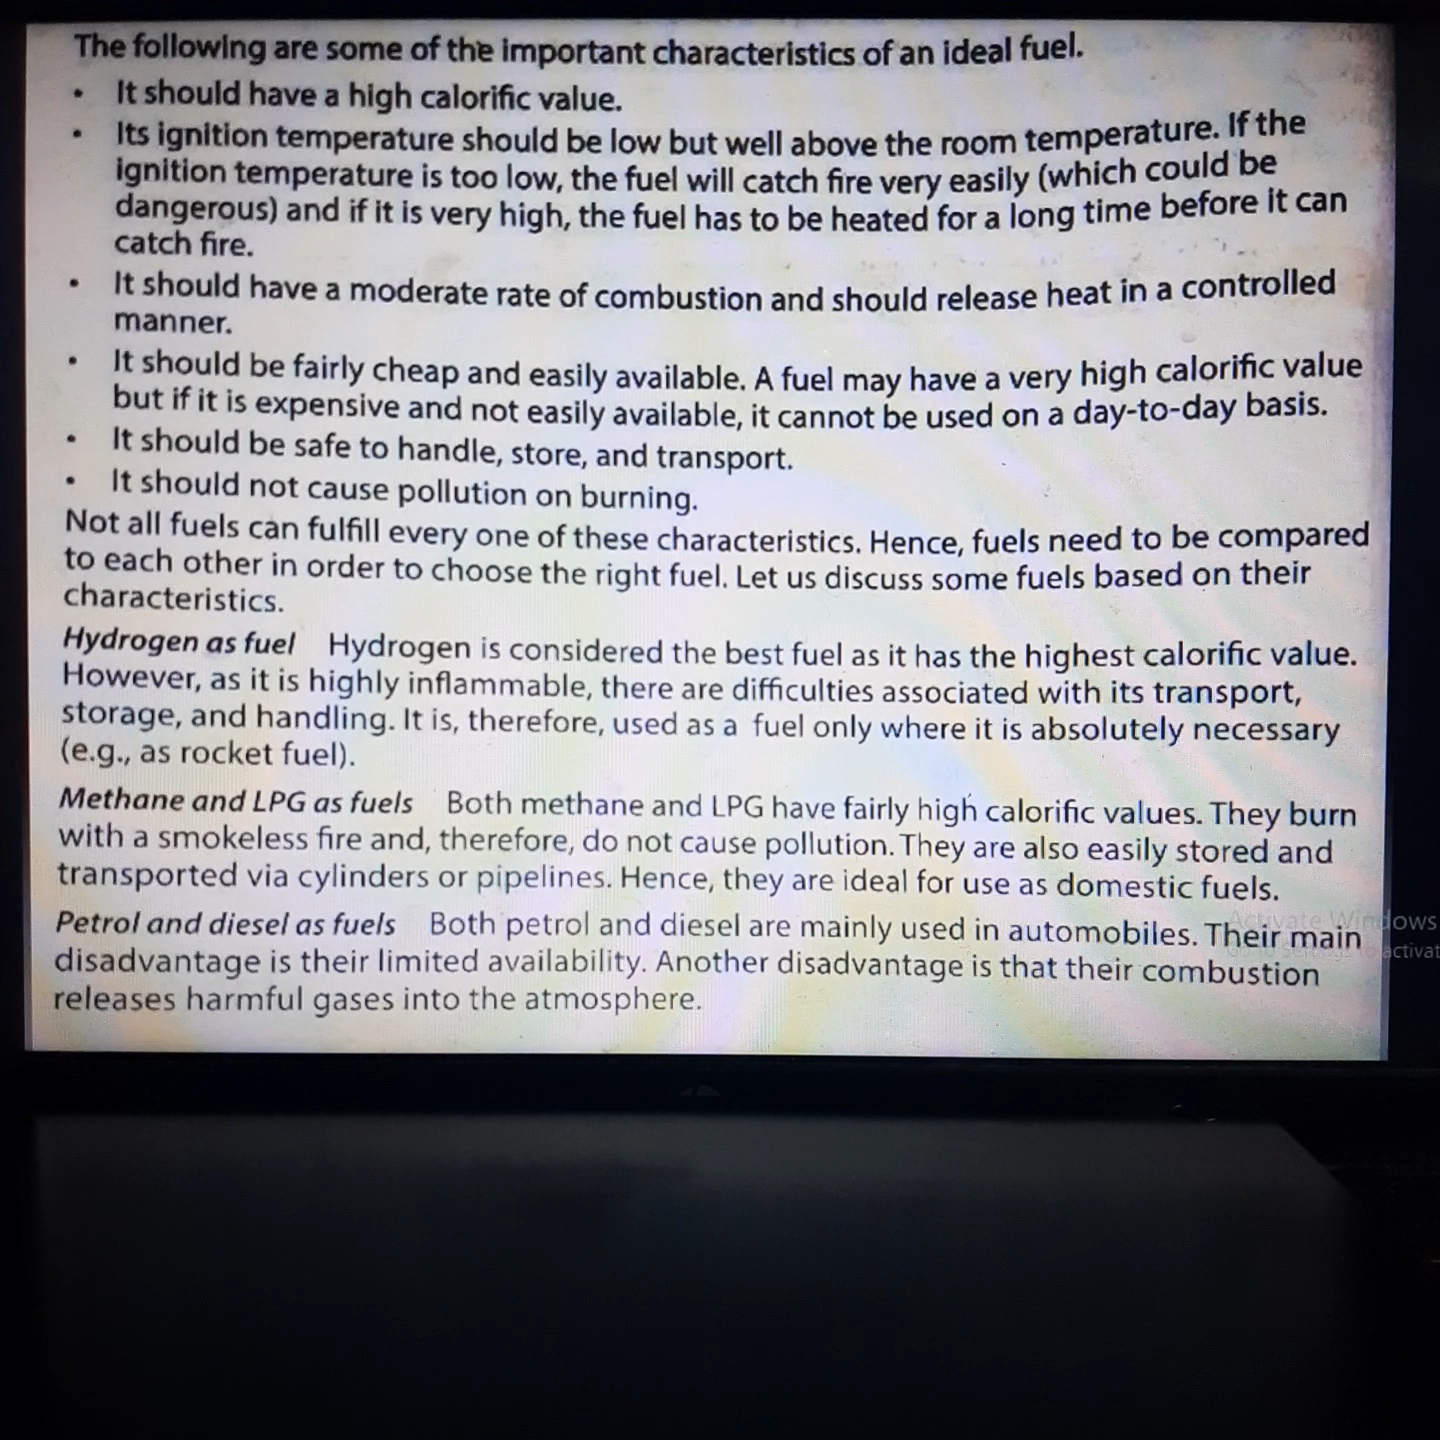 The following are some of the important characteristics of an ideal fuel.
• It should have a high calorific value.
• Its ignition temperature should be low but well above the room temperature. If the
ignition temperature is too low, the fuel will catch fire very easily (which could be
dangerous) and if it is very high, the fuel has to be heated for a long time before it can
catch fire.
• It should have a moderate rate of combustion and should release heat in a controlled
manner.
• It should be fairly cheap and easily available. A fuel may have a very high calorific value
but if it is expensive and not easily available, it cannot be used on a day-to-day basis.
• It should be safe to handle, store, and transport.
• It should not cause pollution on burning.
Not all fuels can fulfill every one of these characteristics. Hence, fuels need to be compared
to each other in order to choose the right fuel. Let us discuss some fuels based on their
characteristics.
Hydrogen as fuel Hydrogen is considered the best fuel as it has the highest calorific value.
However, as it is highly inflammable, there are difficulties associated with its transport,
storage, and handling. It is, therefore, used as a fuel only where it is absolutely necessary
(e.g., as rocket fuel).
Methane and LPG as fuels Both methane and LPG have fairly high calorific values. They burn
with a smokeless fire and, therefore, do not cause pollution. They are also easily stored and
transported via cylinders or pipelines. Hence, they are ideal for use as domestic fuels.
Petrol and diesel as fuels Both petrol and diesel are mainly used in automobiles. Their main
disadvantage is their limited availability. Another disadvantage is that their combustion
releases harmful gases into the atmosphere.
Activate Windows